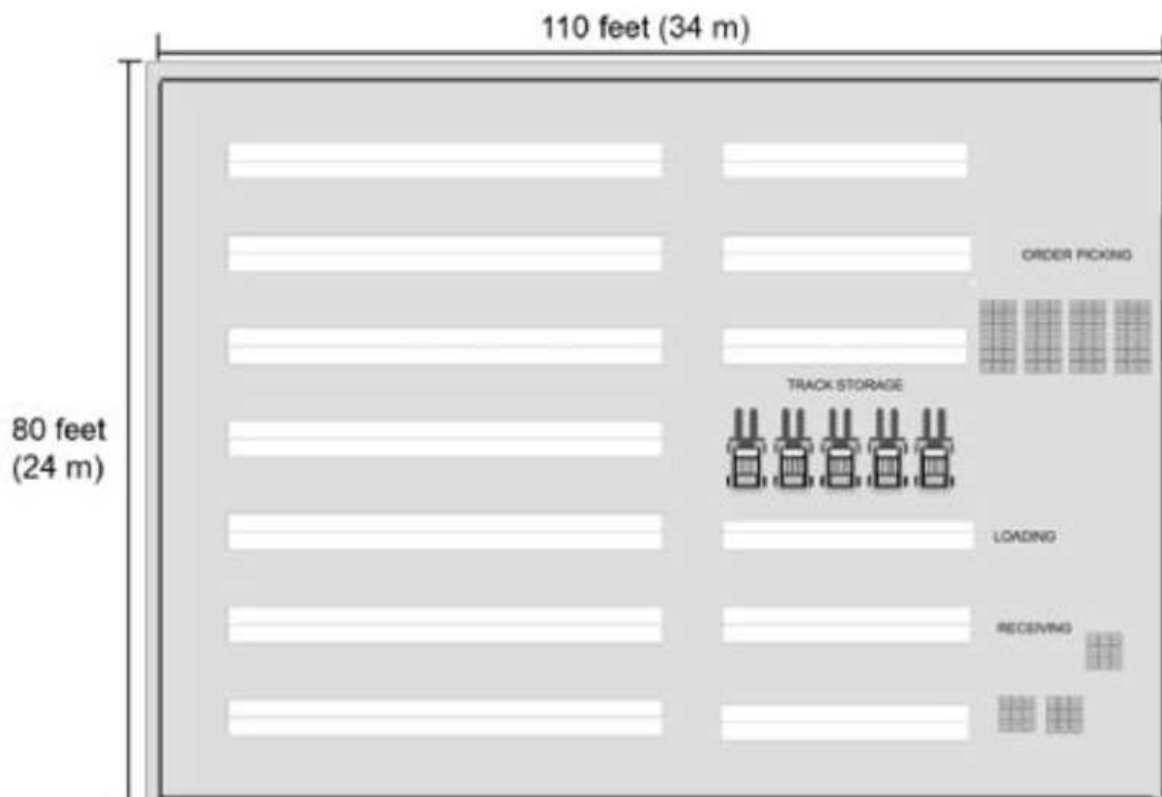 110 feet (34 m)
ORDER PICKING
TRACK STORAGE
80 feet
(24 m)
LOADING
RECEIVING